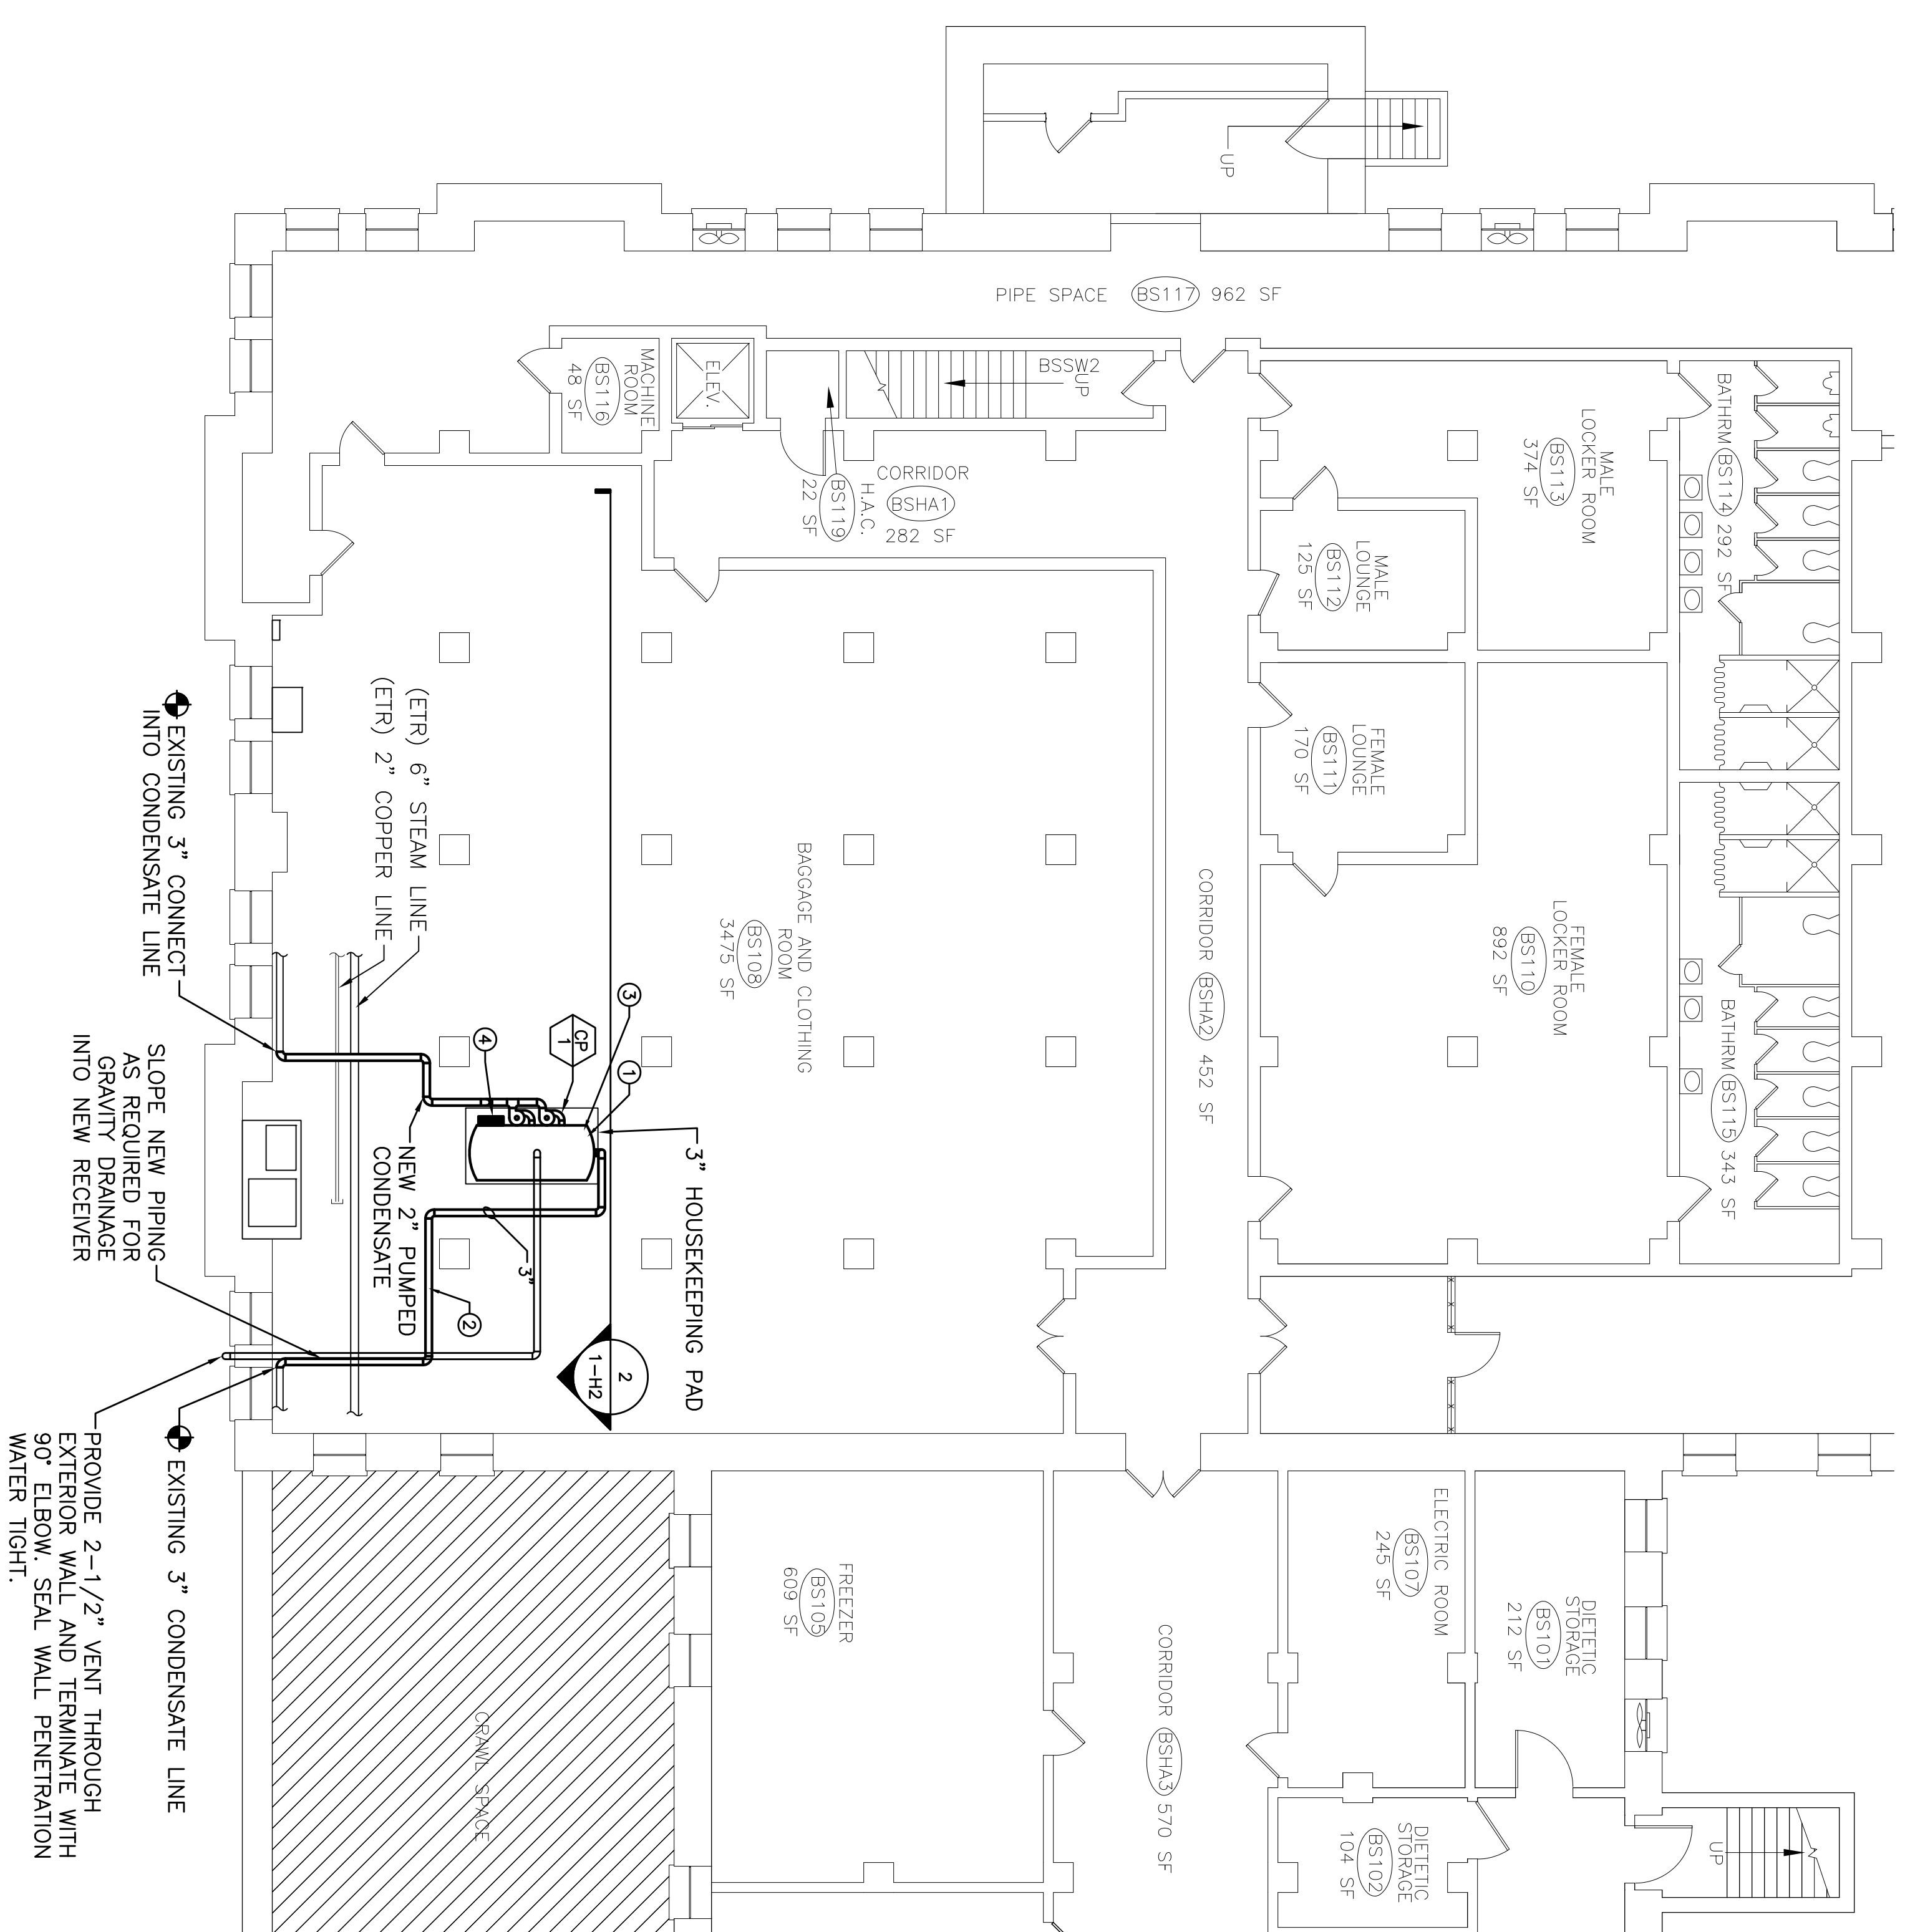 UP
PIPE SPACE BS117 962 SF
MACHINE
ROOM
BS116
48 SF
ELEV.
BSSW2
UP
CORRIDOR
BSHA1
282 SF
H.A.C.
BS119
22 SF
MALE
LOCKER ROOM
BS113
374 SF
BATHRM BS114 292 SF
MALE
LOUNGE
BS112
125 SF
FEMALE
LOUNGE
BS111
170 SF
FEMALE
LOCKER ROOM
BS110
892 SF
BATHRM BS115 343 SF
CORRIDOR BSHA2 452 SF
BAGGAGE AND CLOTHING
ROOM
BS108
3475 SF
(ETR) 6" STEAM LINE
(ETR) 2" COPPER LINE
EXISTING 3" CONNECT
INTO CONDENSATE LINE
3
1
CP
1
4
3" HOUSEKEEPING PAD
NEW 2" PUMPED
CONDENSATE
3"
2
2
1-H2
SLOPE NEW PIPING
AS REQUIRED FOR
GRAVITY DRAINAGE
INTO NEW RECEIVER
EXISTING 3" CONDENSATE LINE
PROVIDE 2-1/2" VENT THROUGH
EXTERIOR WALL AND TERMINATE WITH
90° ELBOW. SEAL WALL PENETRATION
WATER TIGHT.
ELECTRIC ROOM
BS107
245 SF
DIETETIC
STORAGE
BS101
212 SF
FREEZER
BS105
609 SF
CORRIDOR BSHA3 570 SF
DIETETIC
STORAGE
BS102
104 SF
UP
CRAWL SPACE